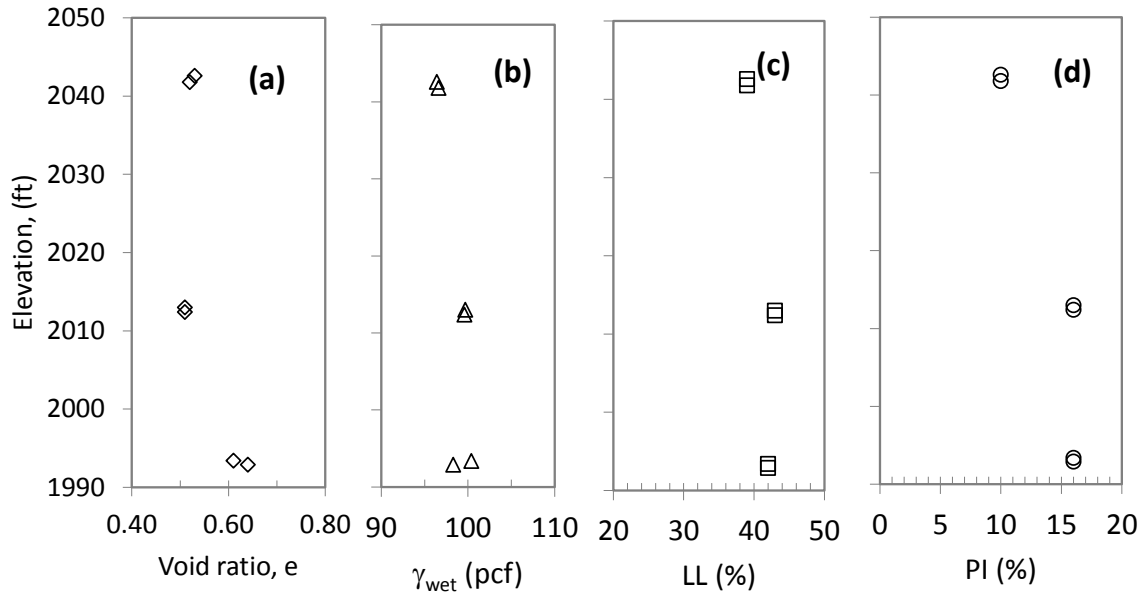 2050
2040
2030
2020
2010
2000
1990
Elevation, (ft)
(a)
(b)
(c)
(d)
0.40 0.60 0.80
90 100 110
20 30 40 50
0 5 10 15 20
Void ratio, e
γwet (pcf)
LL (%)
PI (%)